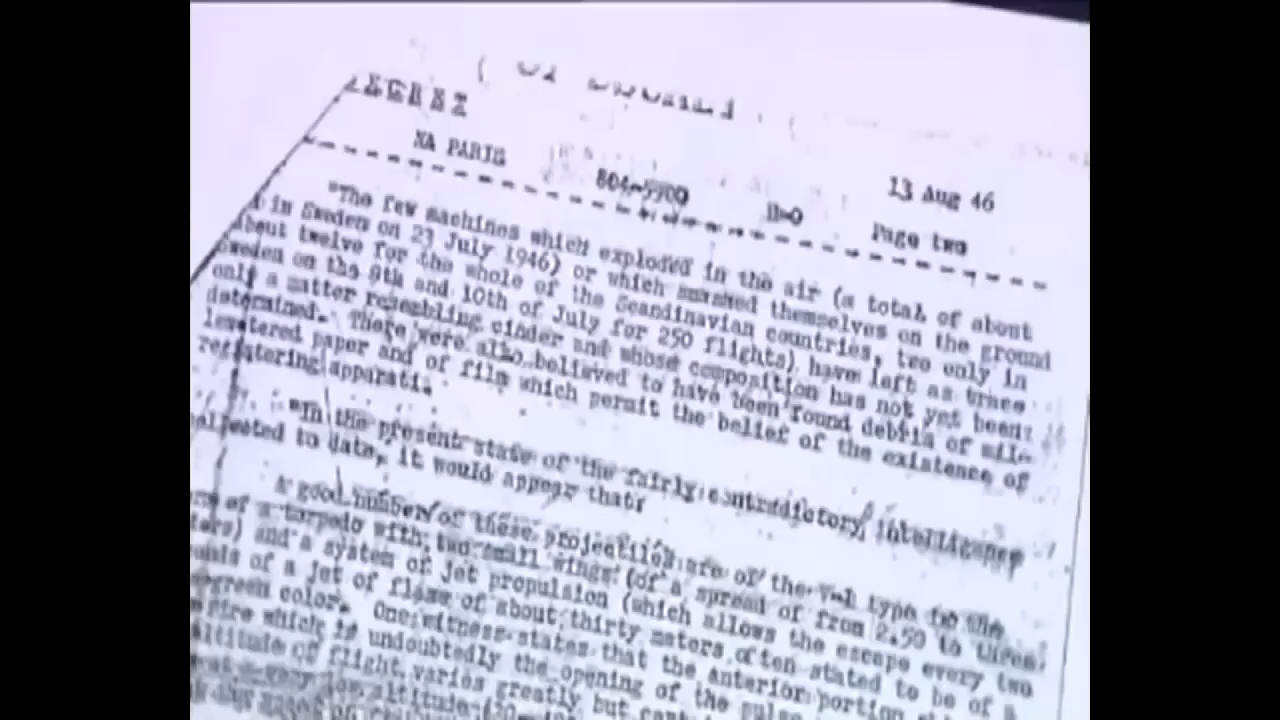 SECRET
NA PARIS 804-5900 H-O Page two
13 Aug 46
"The few machines which exploded in the air (a total of about
in Sweden on 23 July 1946) or which smashed themselves on the ground
about twelve for the whole of the Scandinavian countries, two only in
Sweden on the 9th and 10th of July for 250 flights) have left as trace
only a matter resembling cinder and whose composition has not yet been
determined. There were also believed to have been found debris of mil-
lemetered paper and of film which permit the belief of the existence of
registering apparati.
"In the present state of the fairly contradictory intelligence
collected to date, it would appear that:
A good number of these projectiles are of the V-1 type
of a torpedo with two small wings (of a spread of from 2.50 to three
and a system of jet propulsion (which allows the escape every two
of a jet of flame of about thirty meters often stated to be of a
green color. One witness states that the anterior portion
fire which is undoubtedly the opening of the pulse
altitude of flight varies greatly but
very low altitude